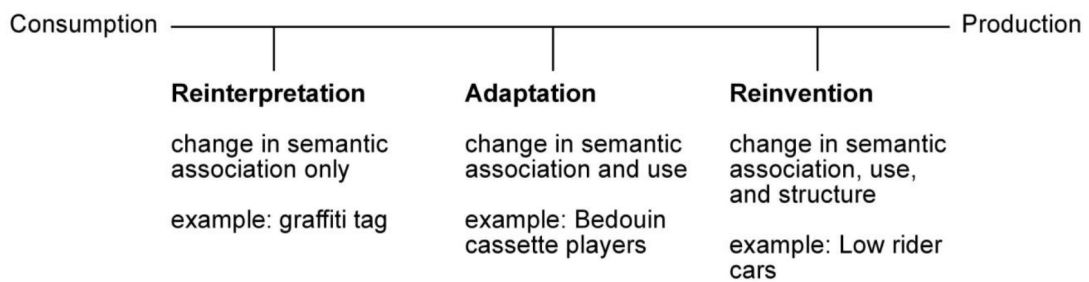 Consumption
Production
Reinterpretation
change in semantic
association only
example: graffiti tag
Adaptation
change in semantic
association and use
example: Bedouin
cassette players
Reinvention
change in semantic
association, use,
and structure
example: Low rider
cars